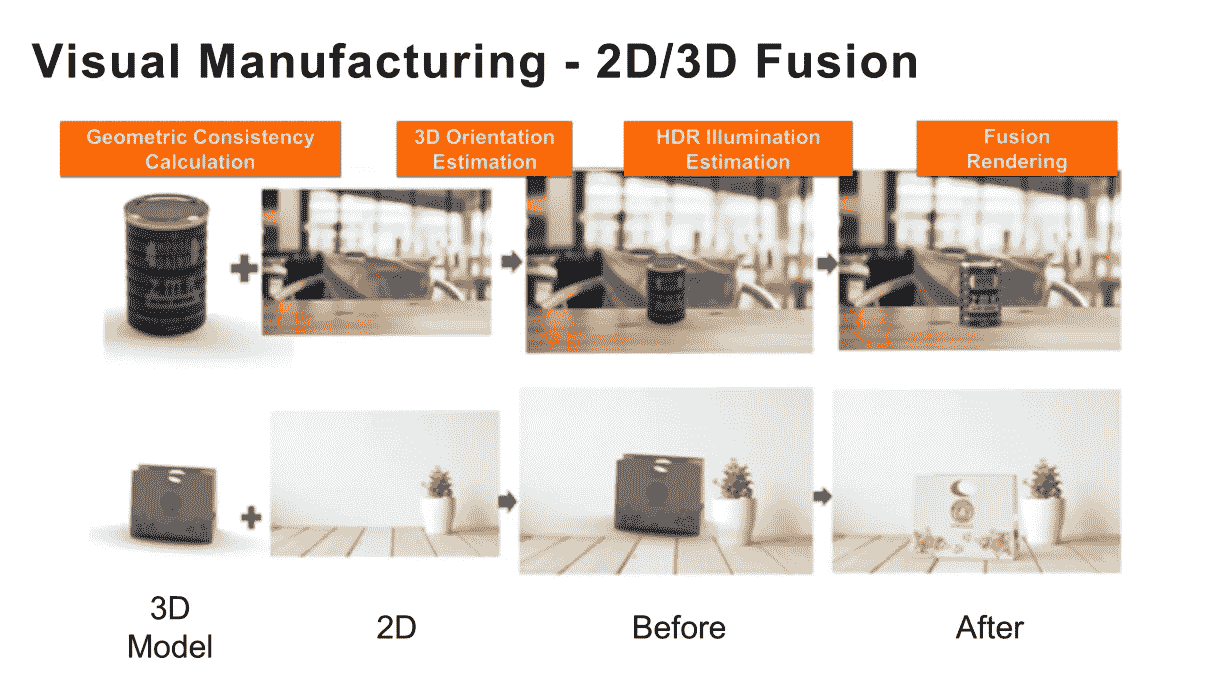 Visual Manufacturing - 2D/3D Fusion
Geometric Consistency
Calculation
3D Orientation
Estimation
HDR Illumination
Estimation
Fusion
Rendering
3D
Model
2D
Before
After